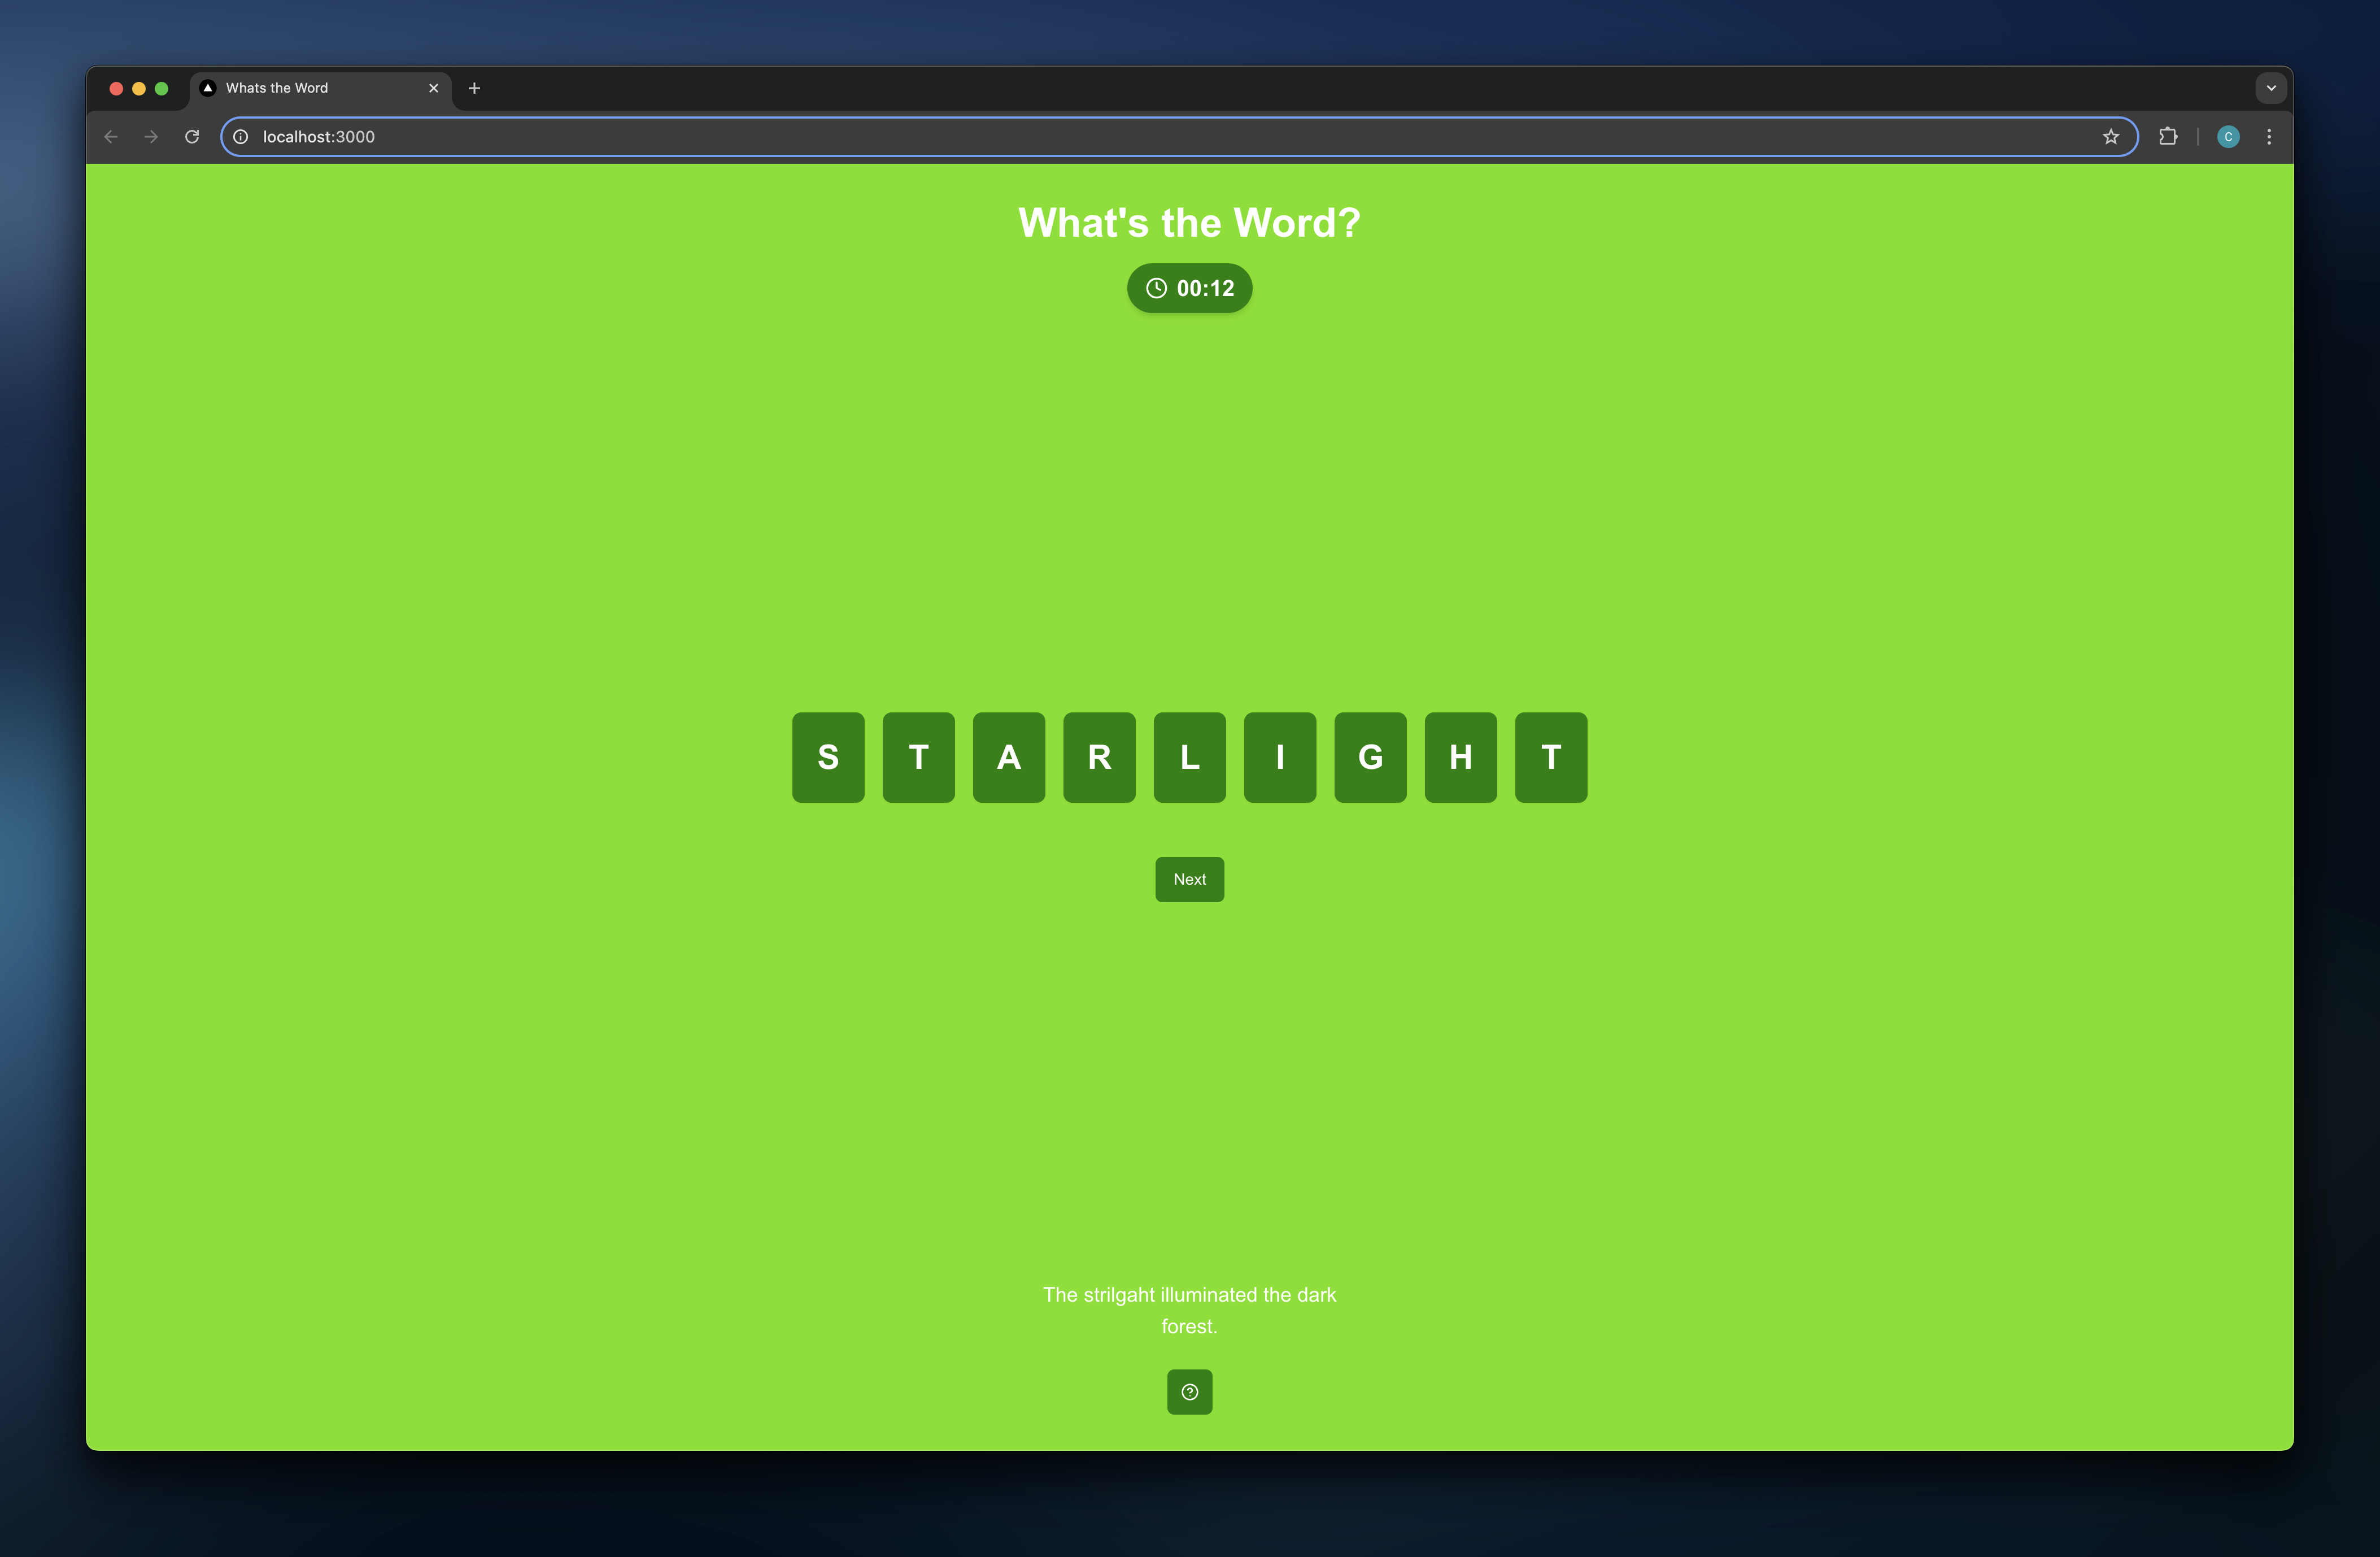 Whats the Word
localhost:3000
C
What's the Word?
00:12
S T A R L I G H T
Next
The strilgaht illuminated the dark
forest.